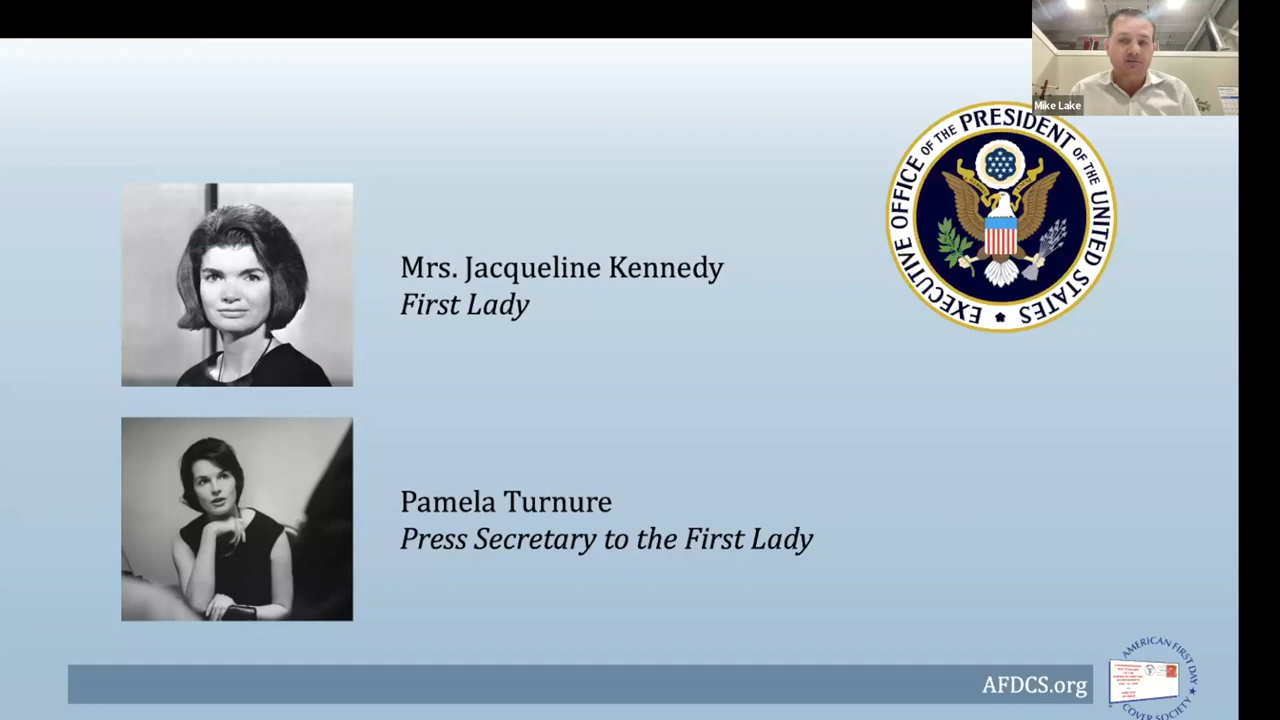 Mike Lake
EXECUTIVE OFFICE OF THE PRESIDENT OF THE UNITED STATES
Mrs. Jacqueline Kennedy
First Lady
Pamela Turnure
Press Secretary to the First Lady
AFDCS.org
AMERICAN FIRST DAY
COVER SOCIETY